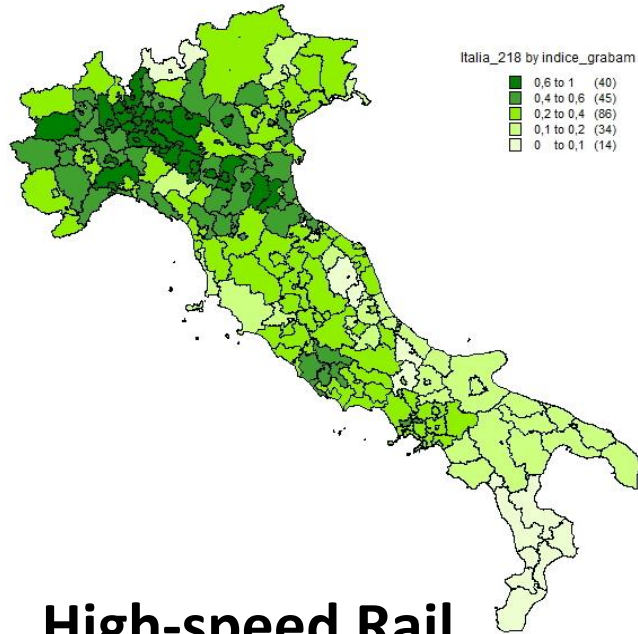 Italia_218 by indice_grabam
0,6 to 1 (40)
0,4 to 0,6 (45)
0,2 to 0,4 (86)
0,1 to 0,2 (34)
0 to 0,1 (14)
High-speed Rail